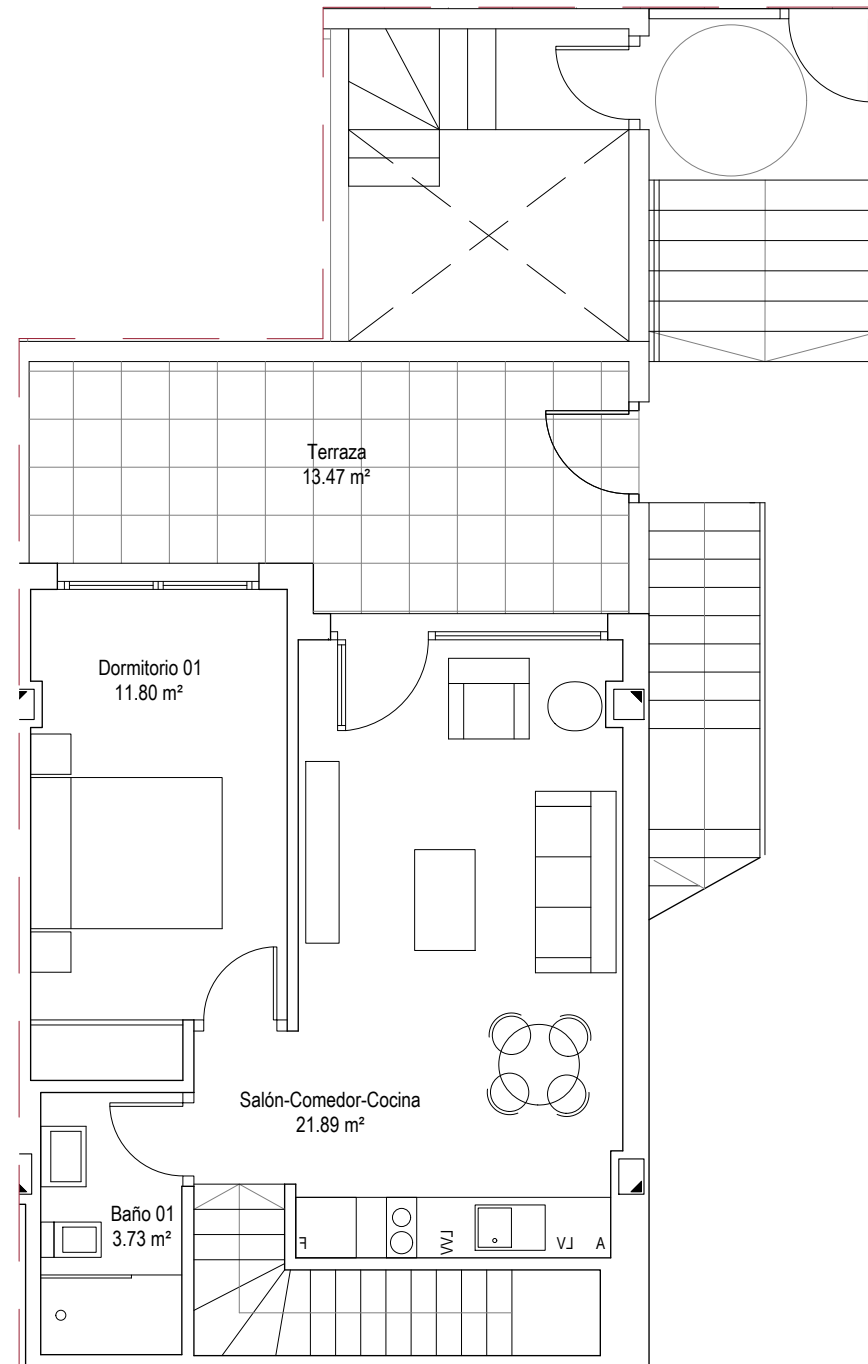 Terraza
13.47 m²
Dormitorio 01
11.80 m²
Salón-Comedor-Cocina
21.89 m²
Baño 01
3.73 m²
F
LVV
LV
A